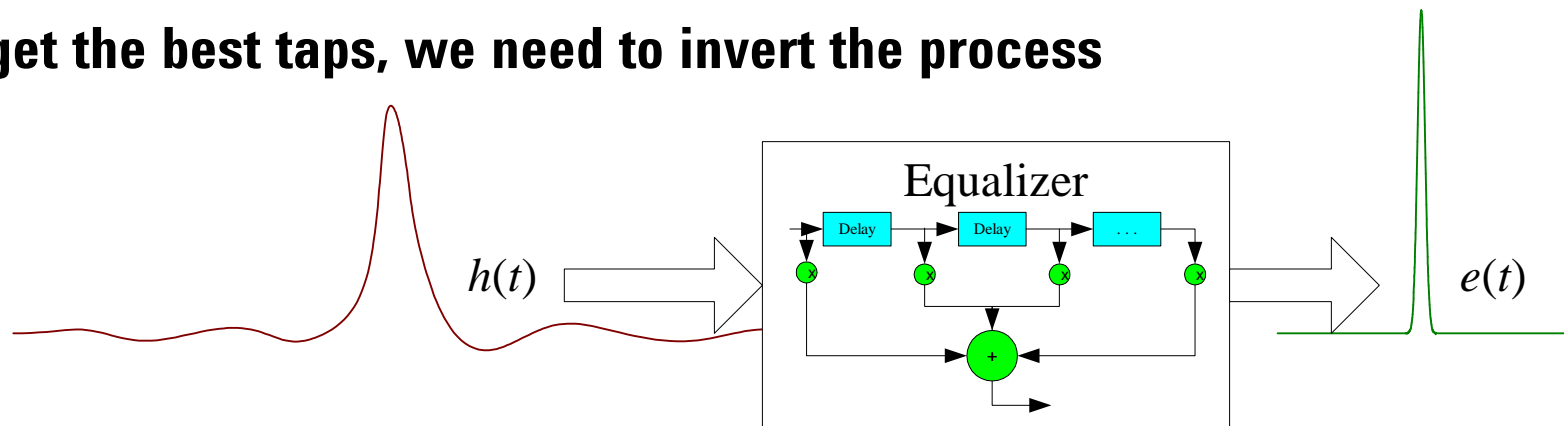 get the best taps, we need to invert the process
Equalizer
Delay Delay . . .
h(t) e(t)
x x x x
+